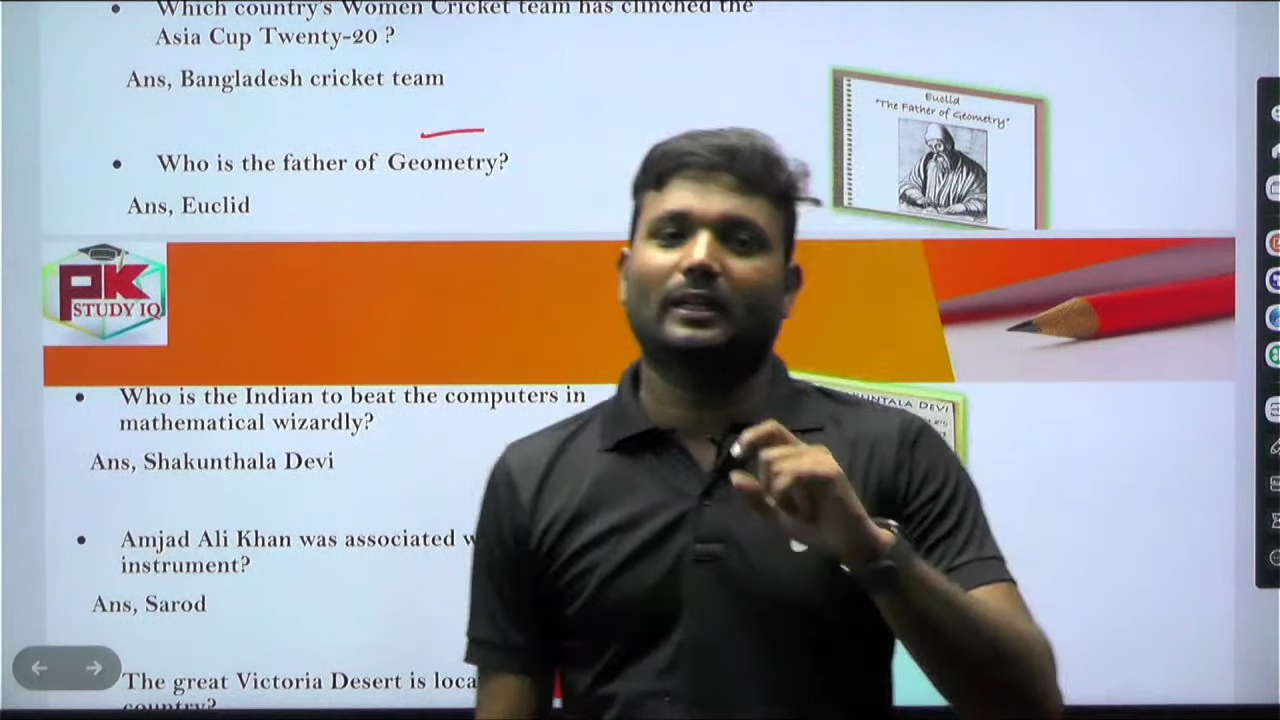 Which country's Women Cricket team has clinched the
Asia Cup Twenty-20 ?
Ans, Bangladesh cricket team
Euclid
"The Father of Geometry"
Who is the father of Geometry?
Ans, Euclid
PK
STUDY IQ
Who is the Indian to beat the computers in
mathematical wizardly?
Ans, Shakunthala Devi
DEVI
Amjad Ali Khan was associated
instrument?
Ans, Sarod
The great Victoria Desert is
country?